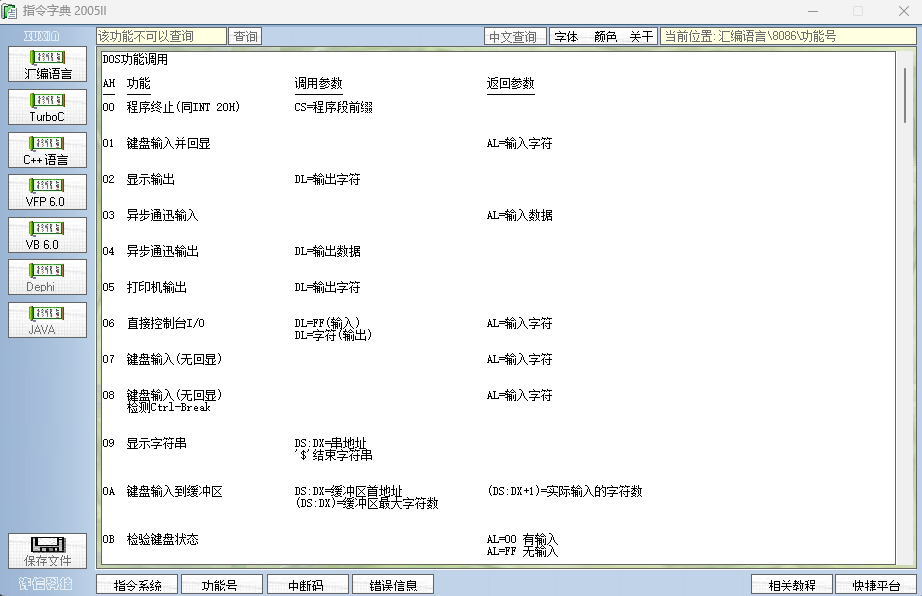 指令字典 2005II
XUXIN
该功能不可以查询
查询
中文查询
字体 颜色 关于
当前位置: 汇编语言\8086\功能号
汇编语言
TurboC
C++ 语言
VFP 6.0
VB 6.0
Dephi
JAVA
保存文件
许信科技
DOS功能调用
AH 功能 调用参数 返回参数
00 程序终止(同INT 20H) CS=程序段前缀
01 键盘输入并回显 AL=输入字符
02 显示输出 DL=输出字符
03 异步通迅输入 AL=输入数据
04 异步通迅输出 DL=输出数据
05 打印机输出 DL=输出字符
06 直接控制台I/O DL=FF(输入) AL=输入字符
DL=字符(输出)
07 键盘输入(无回显) AL=输入字符
08 键盘输入(无回显) AL=输入字符
检测Ctrl-Break
09 显示字符串 DS:DX=串地址
'$'结束字符串
0A 键盘输入到缓冲区 DS:DX=缓冲区首地址 (DS:DX+1)=实际输入的字符数
(DS:DX)=缓冲区最大字符数
0B 检验键盘状态 AL=00 有输入
AL=FF 无输入
指令系统
功能号
中断码
错误信息
相关教程
快捷平台